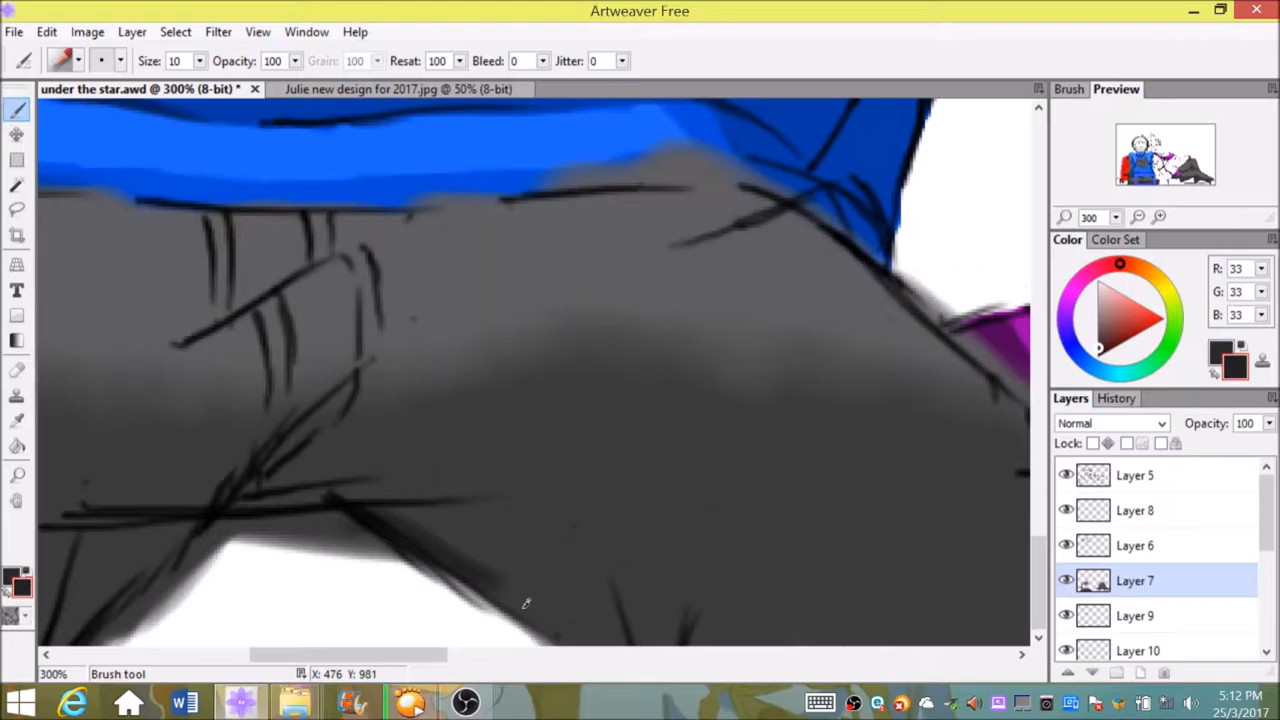 Artweaver Free
File Edit Image Layer Select Filter View Window Help
Size: 10 Opacity: 100 Grain: 100 Resat: 100 Bleed: 0 Jitter: 0
under the star.awd @ 300% (8-bit) * Julie new design for 2017.jpg @ 50% (8-bit) Brush Preview
300
Color Color Set
R: 33
G: 33
B: 33
Layers History
Normal Opacity: 100
Lock:
Layer 5
Layer 8
Layer 6
Layer 7
Layer 9
Layer 10
300% Brush tool X: 476 Y: 981
5:12 PM
25/3/2017